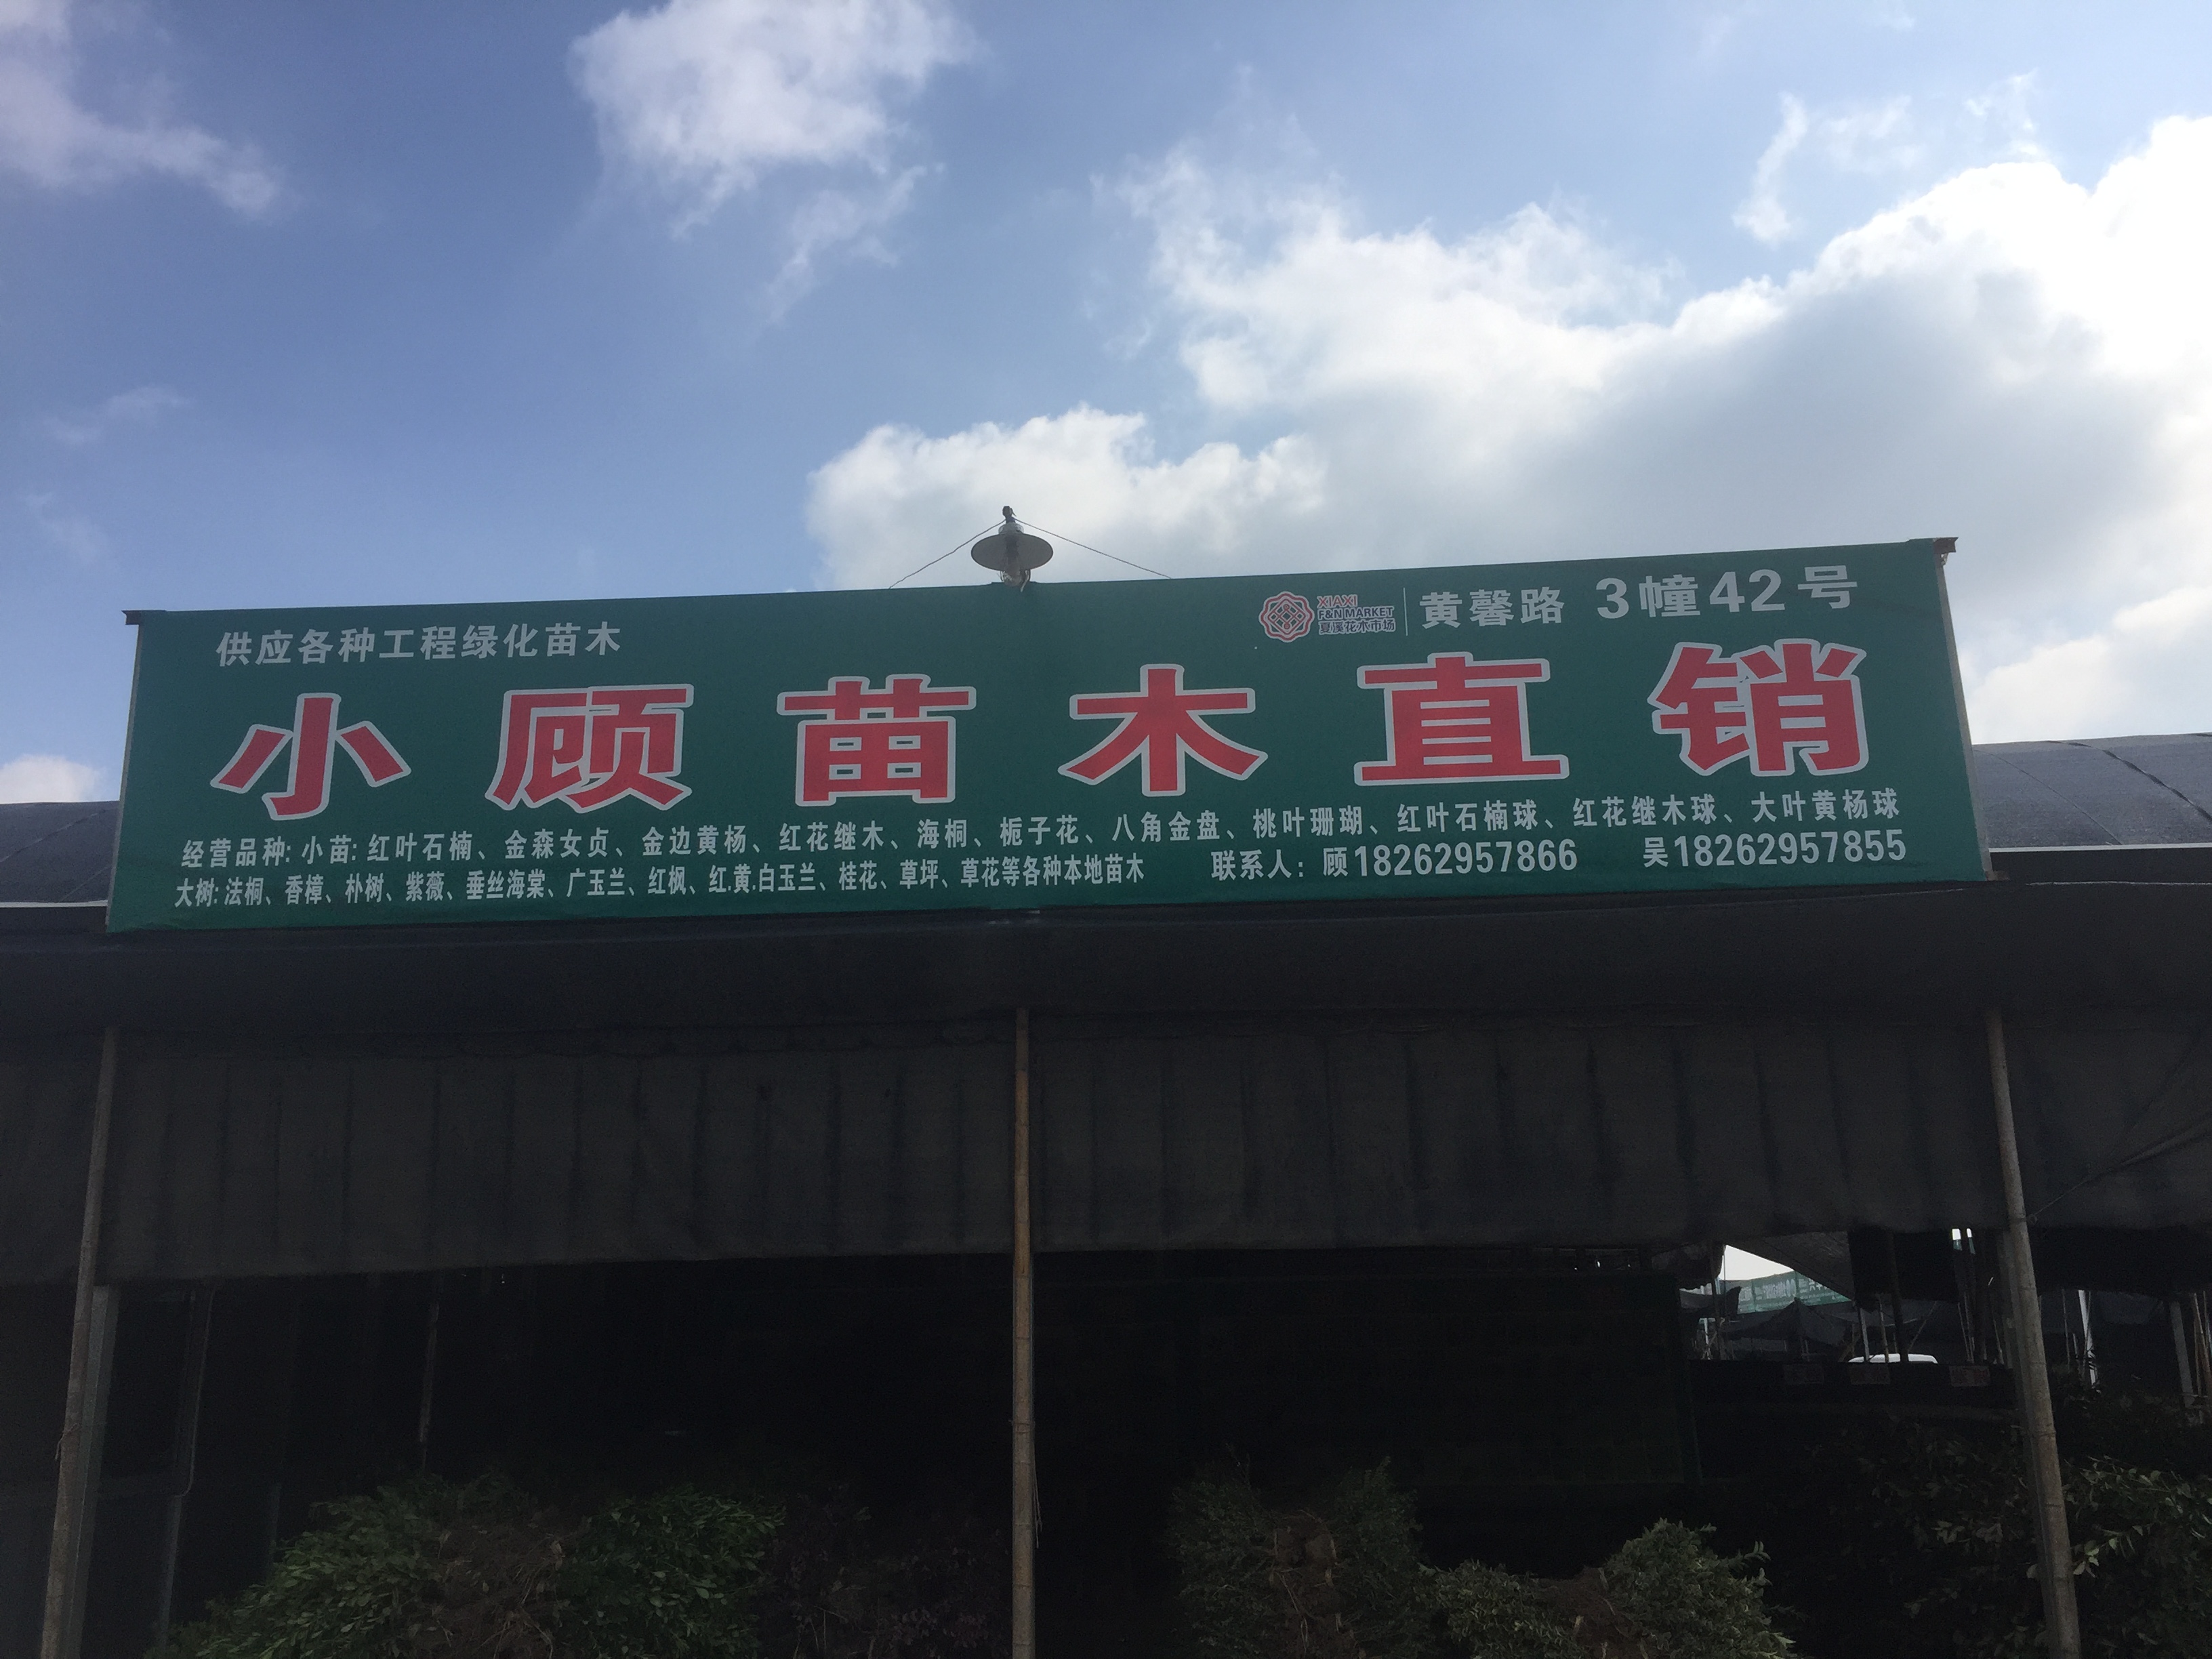 供应各种工程绿化苗木
XIAXI
F&N MARKET
夏溪花木市场
黄馨路 3幢42号
小顾苗木直销
经营品种: 小苗: 红叶石楠、金森女贞、金边黄杨、红花继木、海桐、栀子花、八角金盘、桃叶珊瑚、红叶石楠球、红花继木球、大叶黄杨球
大树: 法桐、香樟、朴树、紫薇、垂丝海棠、广玉兰、红枫、红.黄.白玉兰、桂花、草坪、草花等各种本地苗木
联系人: 顾18262957866 吴18262957855